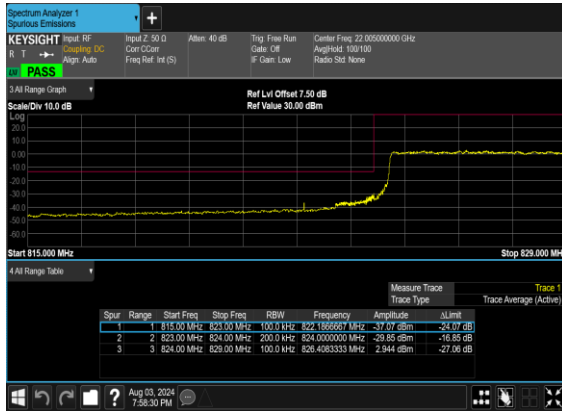 Spectrum Analyzer 1
Spurious Emissions
+
KEYSIGHT Input: RF Input Z: 50 Ω Atten: 40 dB Trig: Free Run Center Freq: 22.005000000 GHz
R T Coupling: DC Corr CCorr Gate: Off Avg|Hold: 100/100
Align: Auto Freq Ref: Int (S) IF Gain: Low Radio Std: None
PASS
3 All Range Graph
Ref Lvl Offset 7.50 dB
Scale/Div 10.0 dB Ref Value 30.00 dBm
Log
20.0
10.0
0.00
-10.0
-20.0
-30.0
-40.0
-50.0
-60.0
Start 815.000 MHz Stop 829.000 MHz
4 All Range Table
Measure Trace Trace 1
Trace Type Trace Average (Active)
Spur Range Start Freq Stop Freq RBW Frequency Amplitude ΔLimit
1 1 815.00 MHz 823.00 MHz 100.0 kHz 822.1866667 MHz -37.07 dBm -24.07 dB
2 2 823.00 MHz 824.00 MHz 200.0 kHz 824.0000000 MHz -29.85 dBm -16.85 dB
3 3 824.00 MHz 829.00 MHz 100.0 kHz 826.4083333 MHz 2.944 dBm -27.06 dB
? Aug 03, 2024
7:58:30 PM